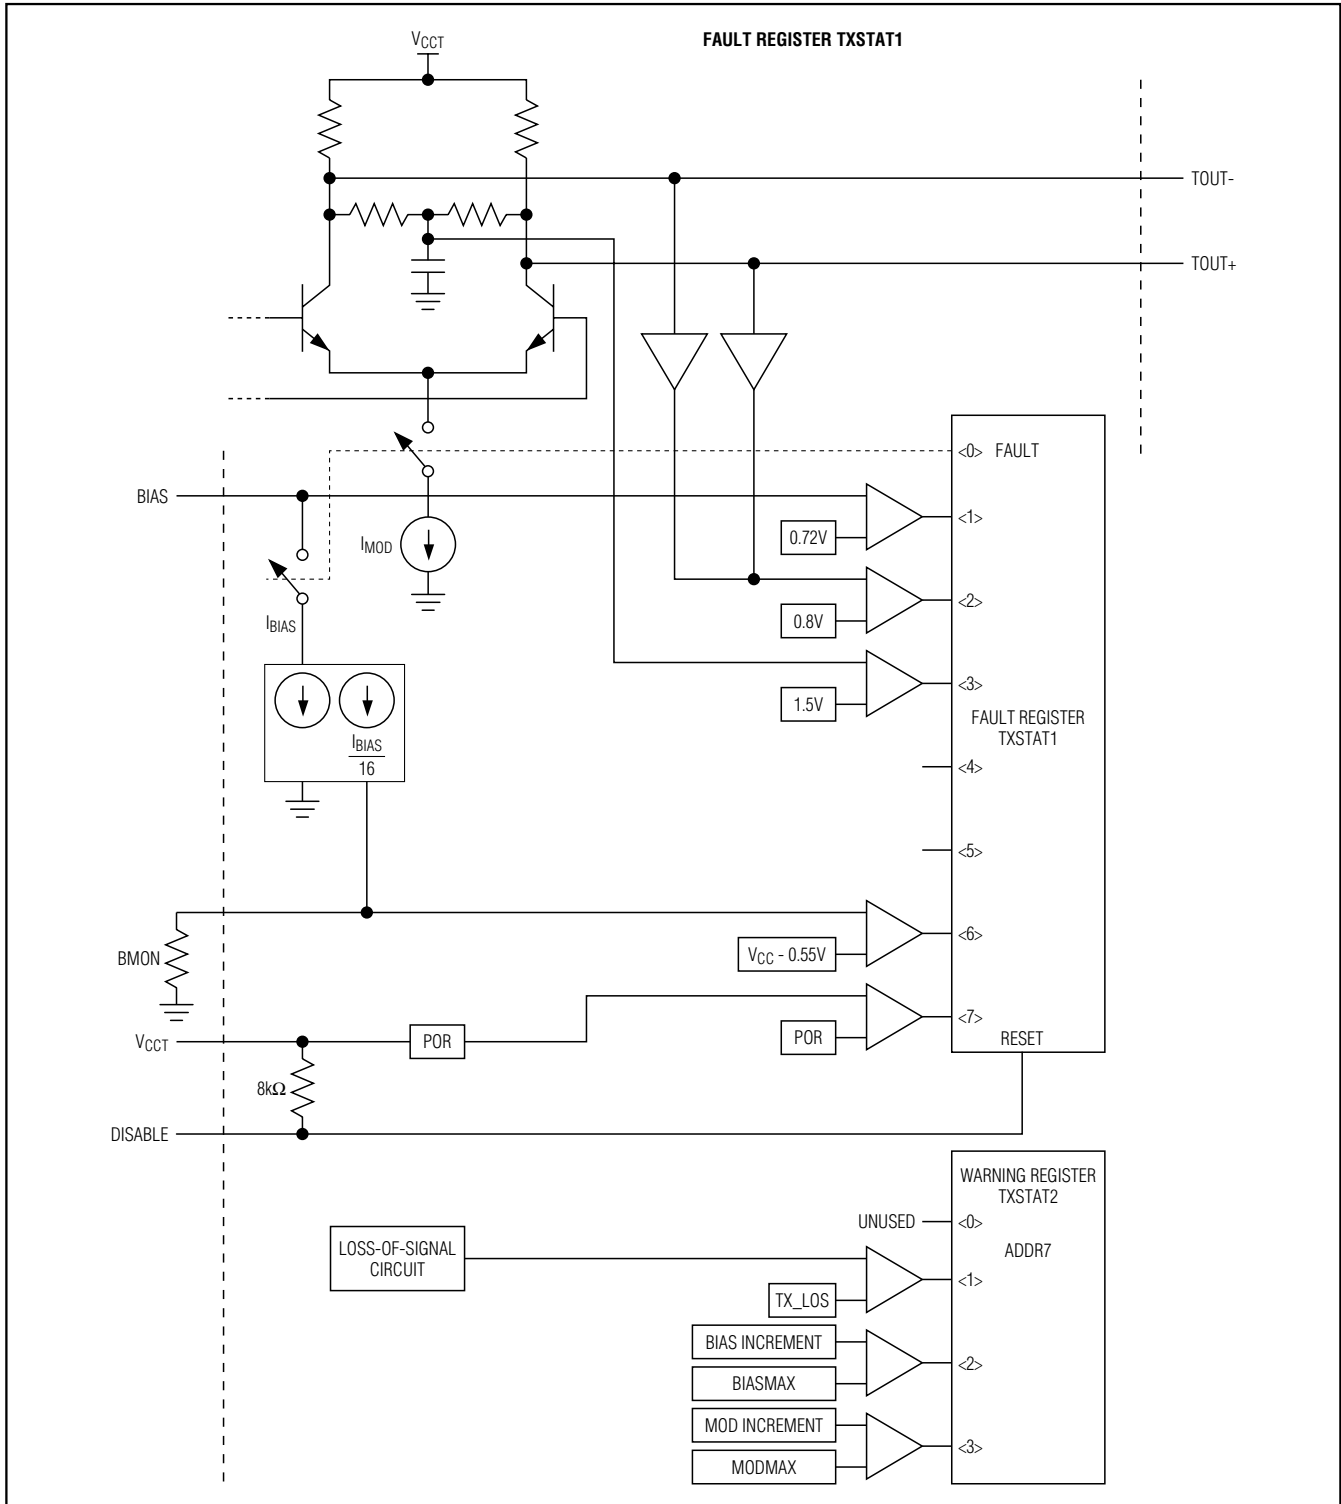 FAULT REGISTER TXSTAT1
VCCT
TOUT-
TOUT+
<0> FAULT
BIAS
<1>
0.72V
IMOD
<2>
0.8V
IBIAS
<3>
1.5V
FAULT REGISTER
TXSTAT1
IBIAS
16
<4>
<5>
<6>
VCC - 0.55V
BMON
<7>
VCCT
POR
POR
RESET
8kΩ
DISABLE
WARNING REGISTER
TXSTAT2
UNUSED
<0>
ADDR7
LOSS-OF-SIGNAL
CIRCUIT
<1>
TX_LOS
BIAS INCREMENT
<2>
BIASMAX
MOD INCREMENT
<3>
MODMAX